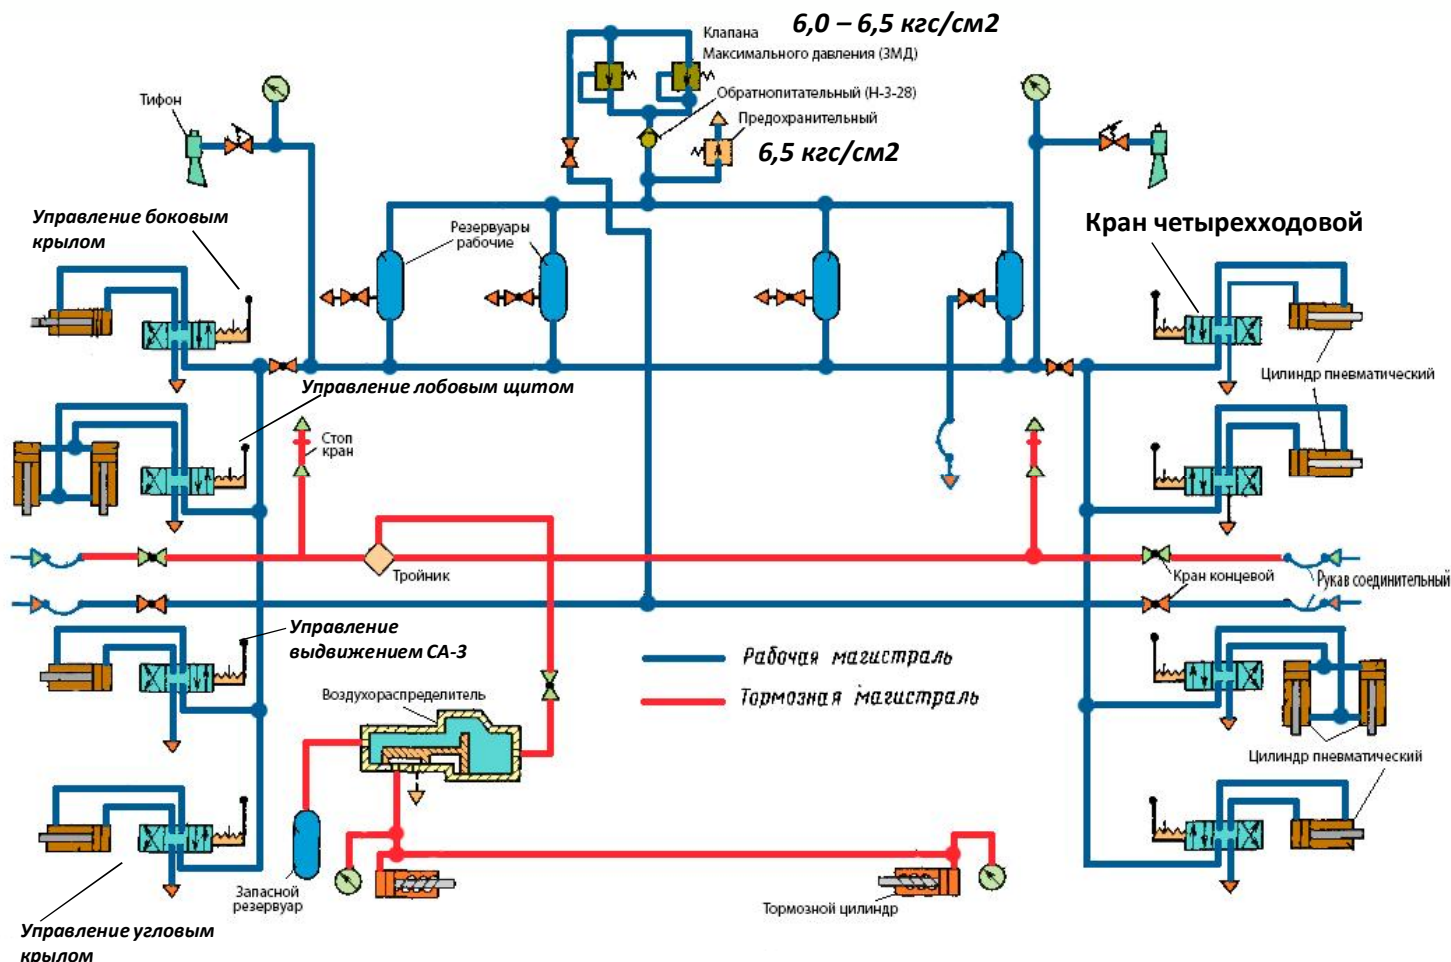 6,0 – 6,5 кгс/см2
Клапана
Максимального давления (ЗМД)
Обратнопитательный (Н-3-28)
Предохранительный
6,5 кгс/см2
Тифон
Управление боковым
крылом
Резервуары
рабочие
Кран четырехходовой
Цилиндр пневматический
Управление лобовым щитом
Стоп
кран
Тройник
Кран концевой
Рукав соединительный
Управление
выдвижением СА-3
Рабочая магистраль
Тормозная магистраль
Воздухораспределитель
Цилиндр пневматический
Запасной
резервуар
Тормозной цилиндр
Управление угловым
крылом